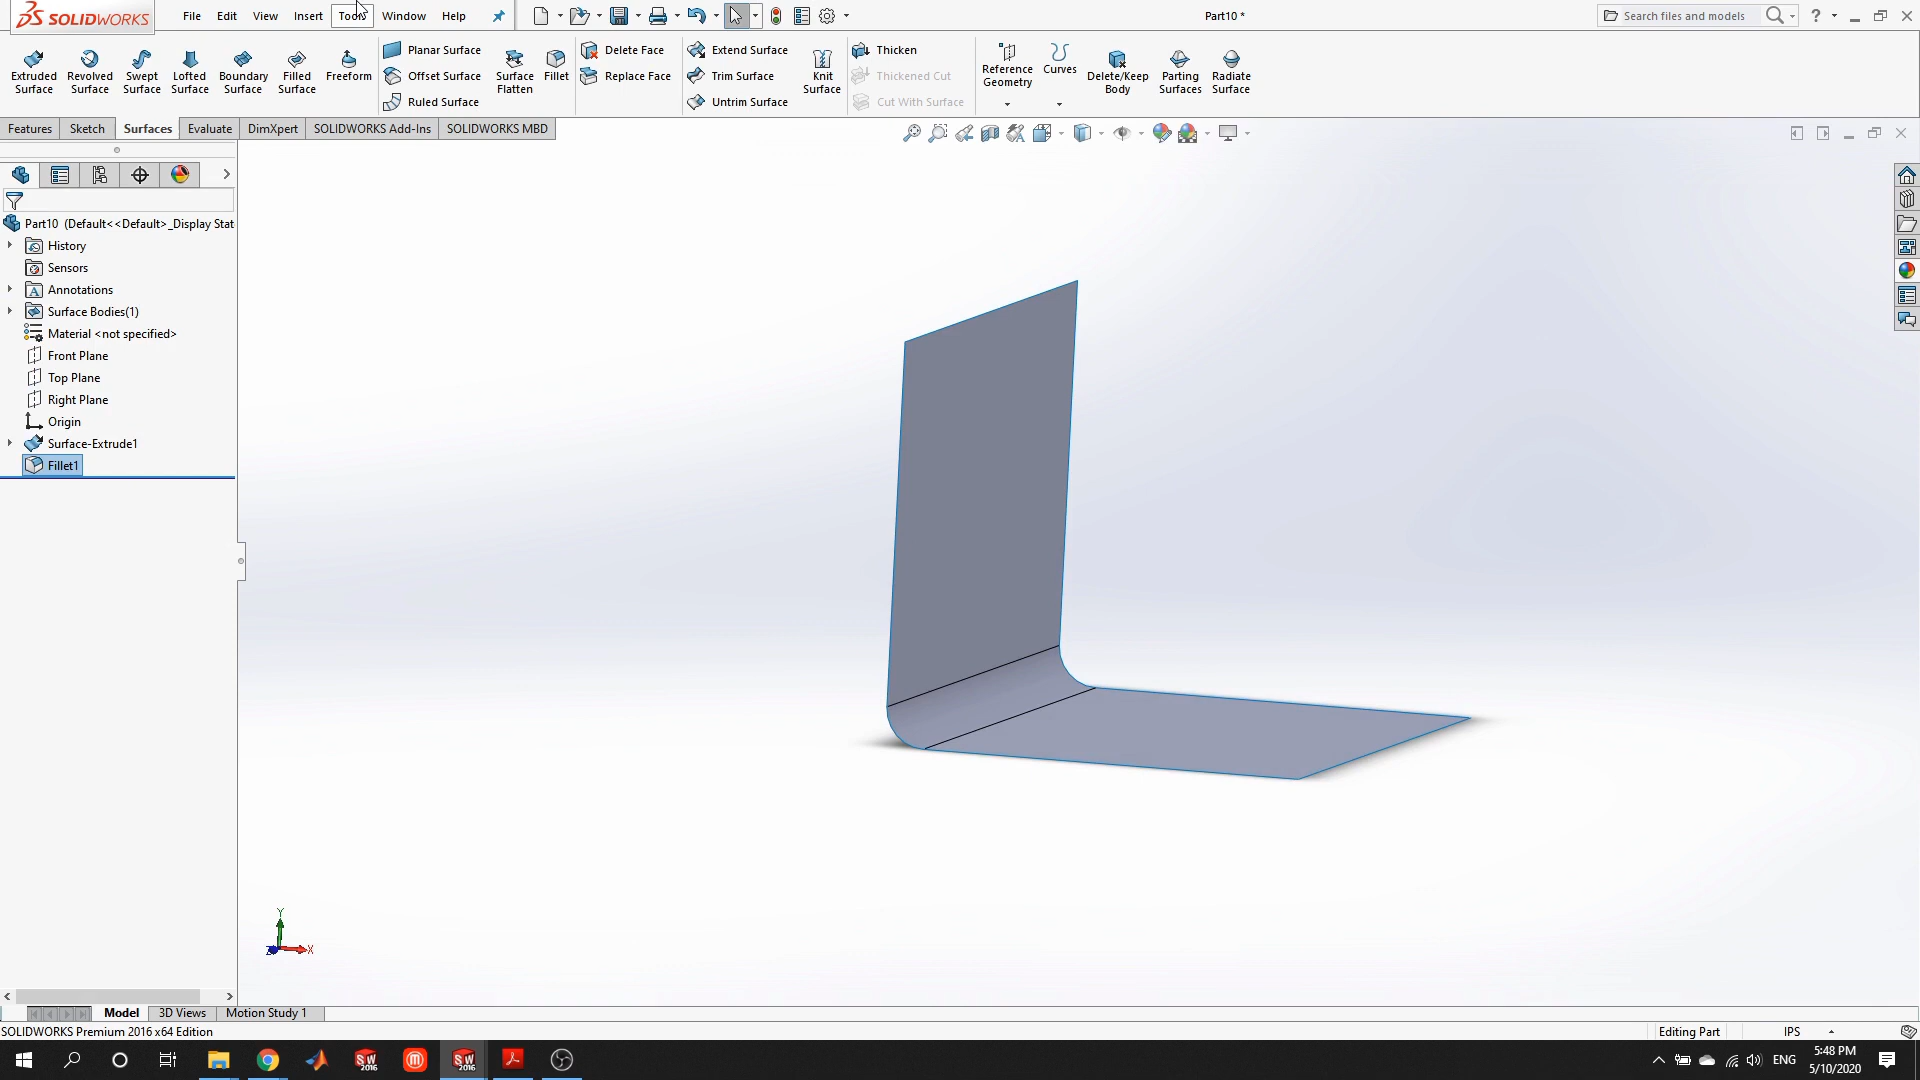 SOLIDWORKS File Edit View Insert Tools Window Help Part10 * Search files and models ?
Extruded Surface Revolved Surface Swept Surface Lofted Surface Boundary Surface Filled Surface Freeform
Planar Surface
Offset Surface
Ruled Surface
Surface Flatten Fillet
Delete Face
Replace Face
Extend Surface
Trim Surface
Untrim Surface
Knit Surface
Thicken
Thickened Cut
Cut With Surface
Reference Geometry Curves Delete/Keep Body Parting Surfaces Radiate Surface
Features Sketch Surfaces Evaluate DimXpert SOLIDWORKS Add-Ins SOLIDWORKS MBD
Part10 (Default<<Default>_Display Stat
History
Sensors
A Annotations
Surface Bodies(1)
Material <not specified>
Front Plane
Top Plane
Right Plane
Origin
Surface-Extrude1
Fillet1
Y
X
Model 3D Views Motion Study 1
SOLIDWORKS Premium 2016 x64 Edition Editing Part IPS
SW 2016 m SW 2016 ENG 5:48 PM
5/10/2020